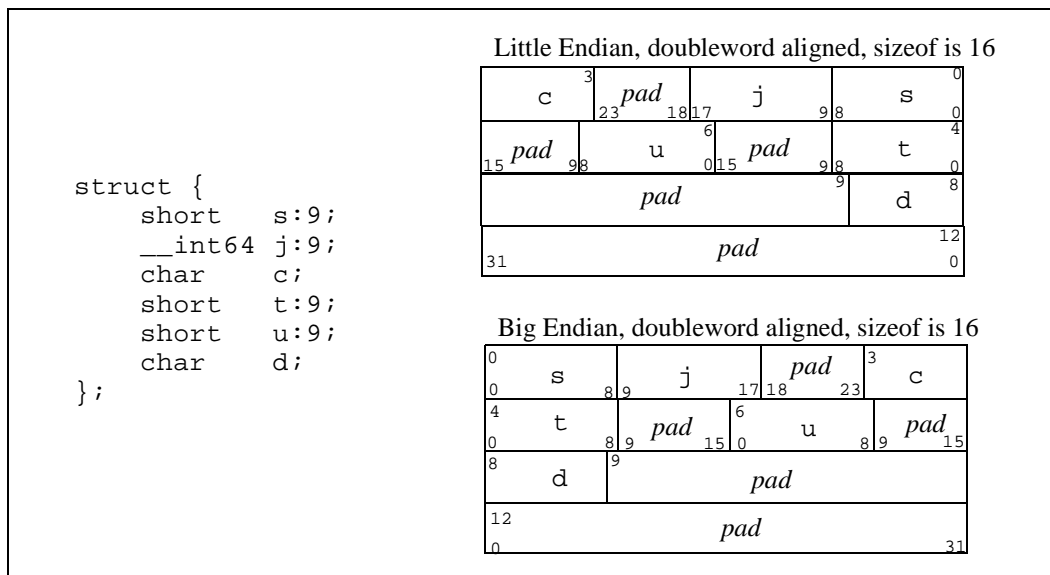 struct {
short s:9;
__int64 j:9;
char c;
short t:9;
short u:9;
char d;
};
Little Endian, doubleword aligned, sizeof is 16
3 0
c pad j s
23 18 17 9 8 0
6 4
pad u pad t
15 9 8 0 15 9 8 0
9 8
pad d
12
pad
31 0
Big Endian, doubleword aligned, sizeof is 16
0 3
s j pad c
0 8 9 17 18 23
4 6
t pad u pad
0 8 9 15 0 8 9 15
8 9
d pad
12
pad
0 31